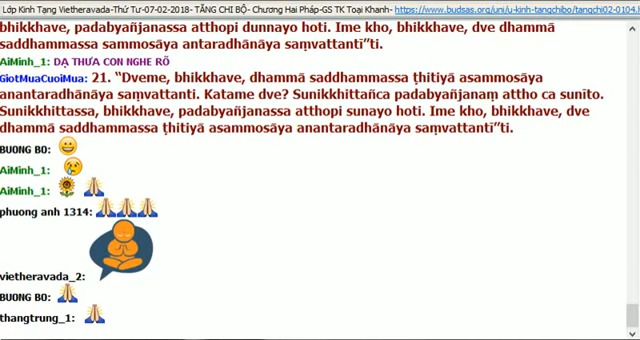 Lớp Kinh Tạng Vietheravada-Thứ Tư-07-02-2018- TĂNG CHI BỘ- Chương Hai Pháp-GS TK Toại Khanh- https://www.budsas.org/uni/u-kinh-tangchibo/tangchi02-0104.h
bhikkhave, padabyañjanassa atthopi dunnayo hoti. Ime kho, bhikkhave, dve dhammā
saddhammassa sammosāya antaradhānāya saṃvattantī”ti.
AiMinh_1: DẠ THƯA CON NGHE RÕ
GiotMuaCuoiMua: 21. “Dveme, bhikkhave, dhammā saddhammassa ṭhitiyā asammosāya
anantaradhānāya saṃvattanti. Katame dve? Sunikkhittañca padabyañjanaṃ attho ca sunīto.
Sunikkhittassa, bhikkhave, padabyañjanassa atthopi sunayo hoti. Ime kho, bhikkhave, dve
dhammā saddhammassa ṭhitiyā asammosāya anantaradhānāya saṃvattantī”ti.
BUONG BO:
AiMinh_1:
AiMinh_1:
phuong anh 1314:
vietheravada_2:
BUONG BO:
thangtrung_1: